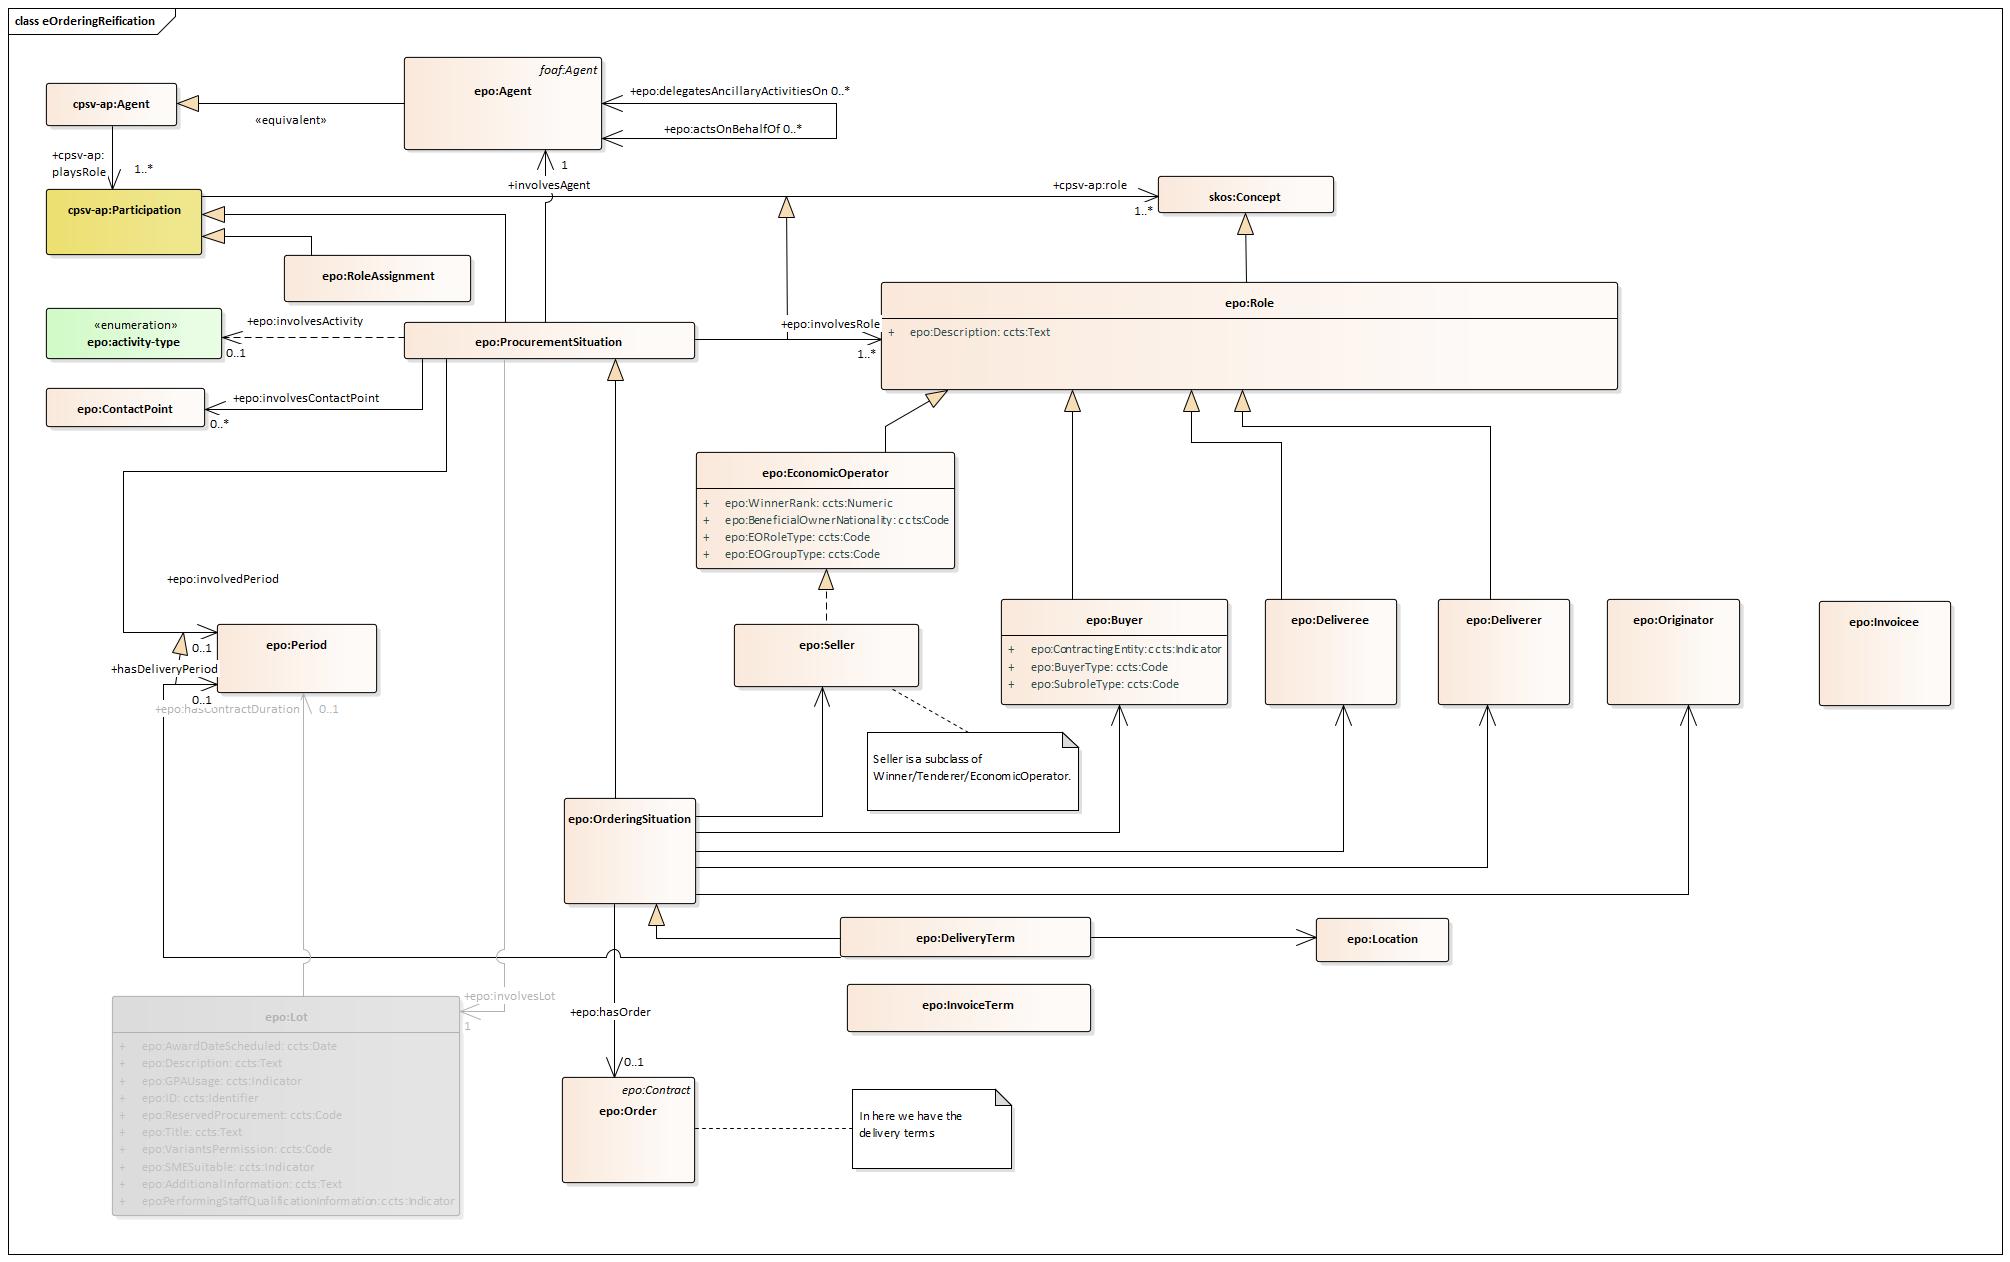 class eOrderingReification
foaf:Agent
epo:Agent
+epo:delegatesAncillaryActivitiesOn 0..*
+epo:actsOnBehalfOf 0..*
cpsv-ap:Agent
«equivalent»
+cpsv-ap:
playsRole
1..*
1
+involvesAgent
+cpsv-ap:role
1..*
skos:Concept
cpsv-ap:Participation
epo:RoleAssignment
«enumeration»
epo:activity-type
+epo:involvesActivity
0..1
epo:ProcurementSituation
+epo:involvesRole
1..*
epo:Role
+ epo:Description: ccts:Text
epo:ContactPoint
+epo:involvesContactPoint
0..*
epo:EconomicOperator
+ epo:WinnerRank: ccts:Numeric
+ epo:BeneficialOwnerNationality: ccts:Code
+ epo:EORoleType: ccts:Code
+ epo:EOGroupType: ccts:Code
+epo:involvedPeriod
0..1
epo:Period
+hasDeliveryPeriod
0..1
+epo:hasContractDuration
0..1
epo:Seller
epo:Buyer
+ epo:ContractingEntity: ccts:Indicator
+ epo:BuyerType: ccts:Code
+ epo:SubroleType: ccts:Code
epo:Deliveree
epo:Deliverer
epo:Originator
epo:Invoicee
Seller is a subclass of
Winner/Tenderer/EconomicOperator.
epo:OrderingSituation
epo:DeliveryTerm
epo:Location
epo:InvoiceTerm
+epo:involvesLot
1
+epo:hasOrder
0..1
epo:Lot
+ epo:AwardDateScheduled: ccts:Date
+ epo:Description: ccts:Text
+ epo:GPAUsage: ccts:Indicator
+ epo:ID: ccts:Identifier
+ epo:ReservedProcurement: ccts:Code
+ epo:Title: ccts:Text
+ epo:VariantsPermission: ccts:Code
+ epo:SMESuitable: ccts:Indicator
+ epo:AdditionalInformation: ccts:Text
+ epo:PerformingStaffQualificationInformation: ccts:Indicator
epo:Contract
epo:Order
In here we have the
delivery terms